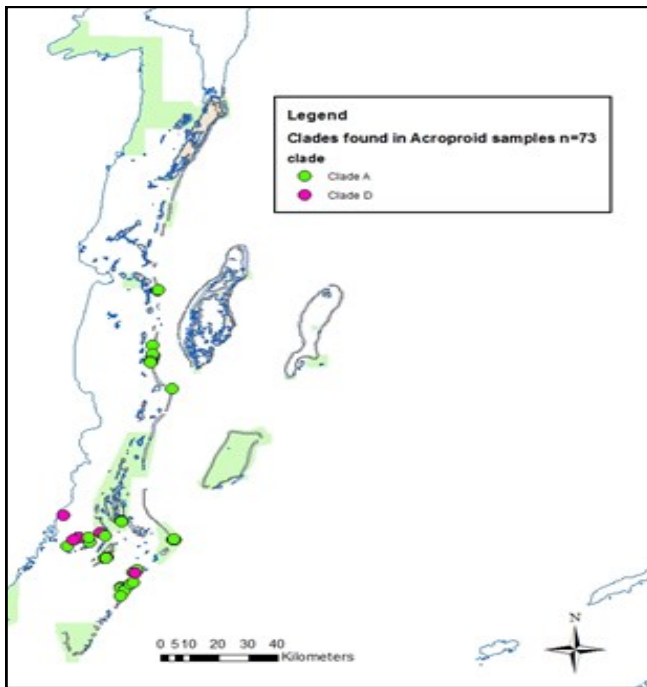 Legend
Clades found in Acroproid samples n=73
clade
Clade A
Clade D
N
0 5 10 20 30 40
Kilometers